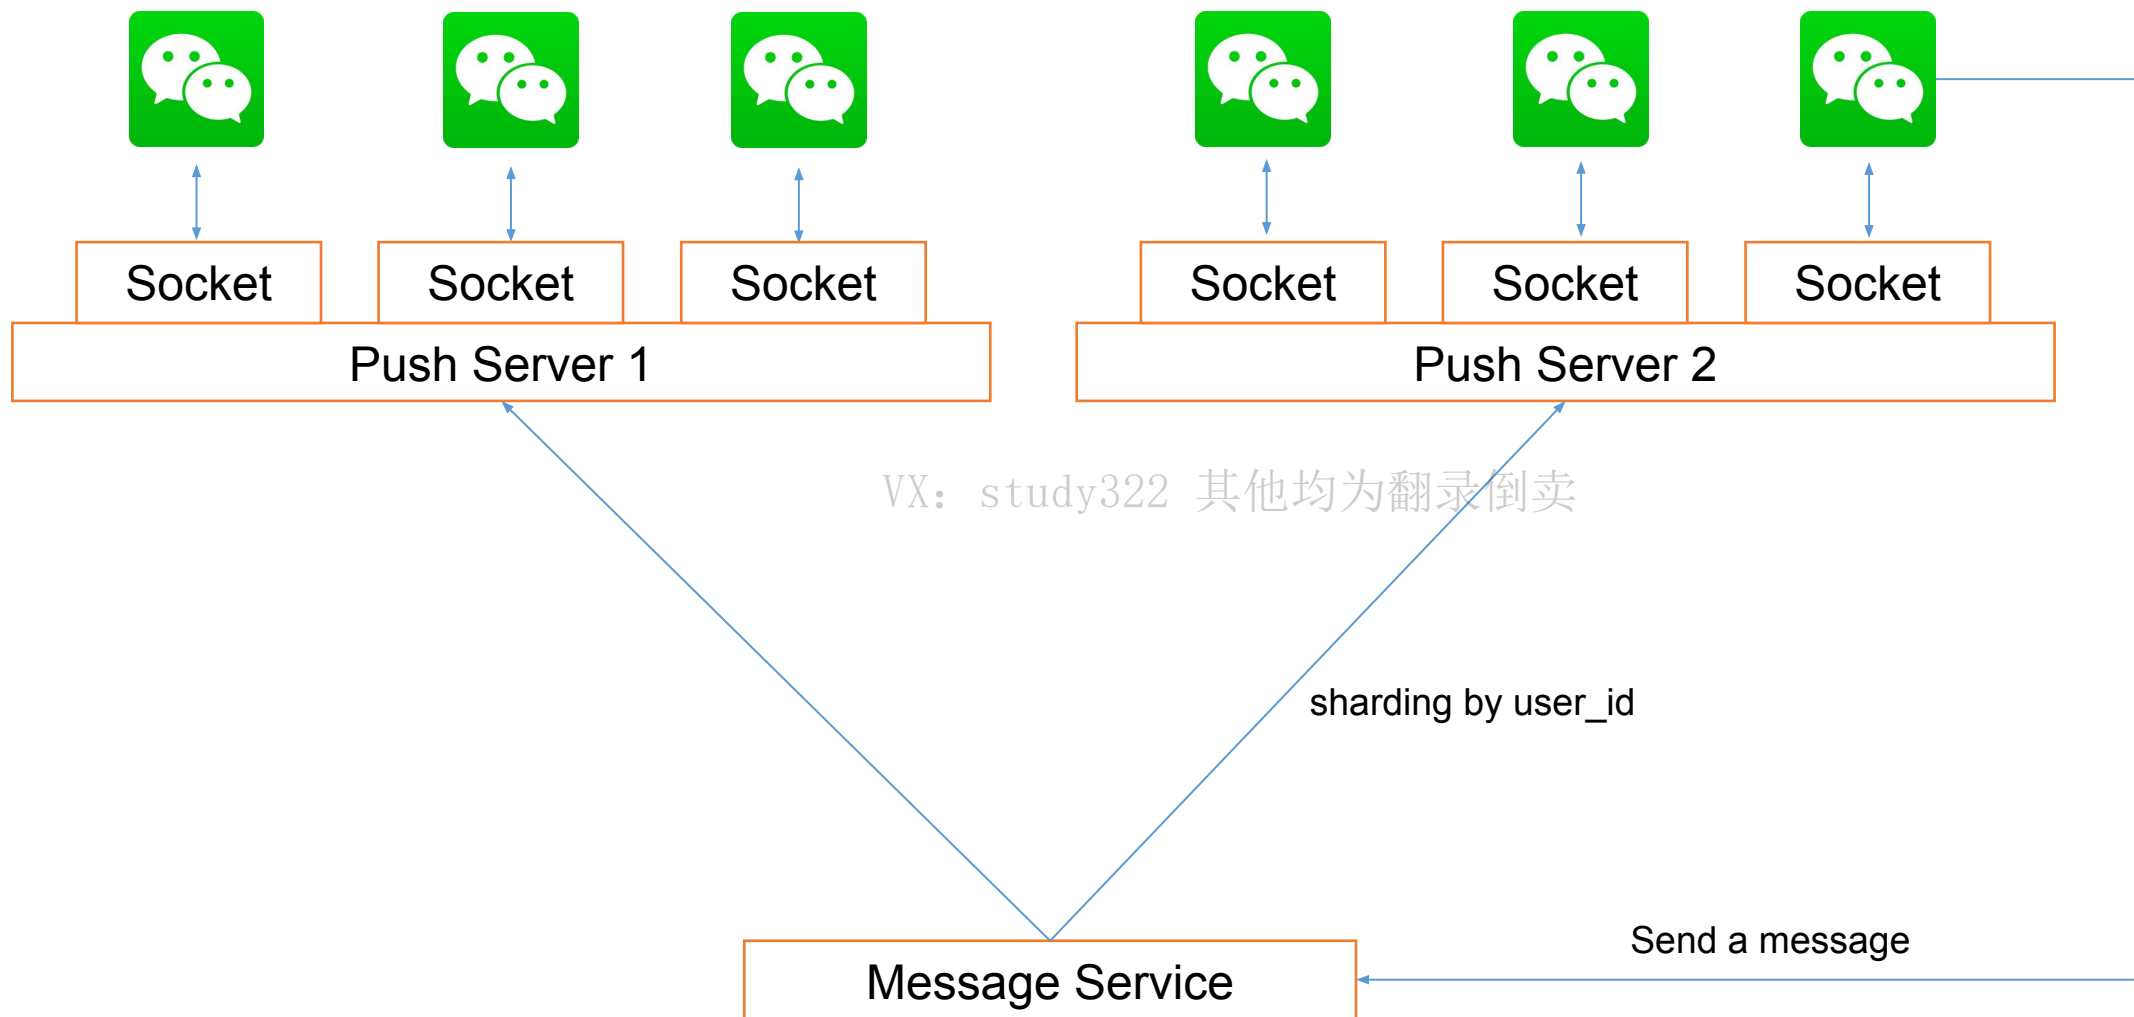 Socket Socket Socket Socket Socket Socket
Push Server 1 Push Server 2
VX：study322 其他均为翻录倒卖
sharding by user_id
Send a message
Message Service